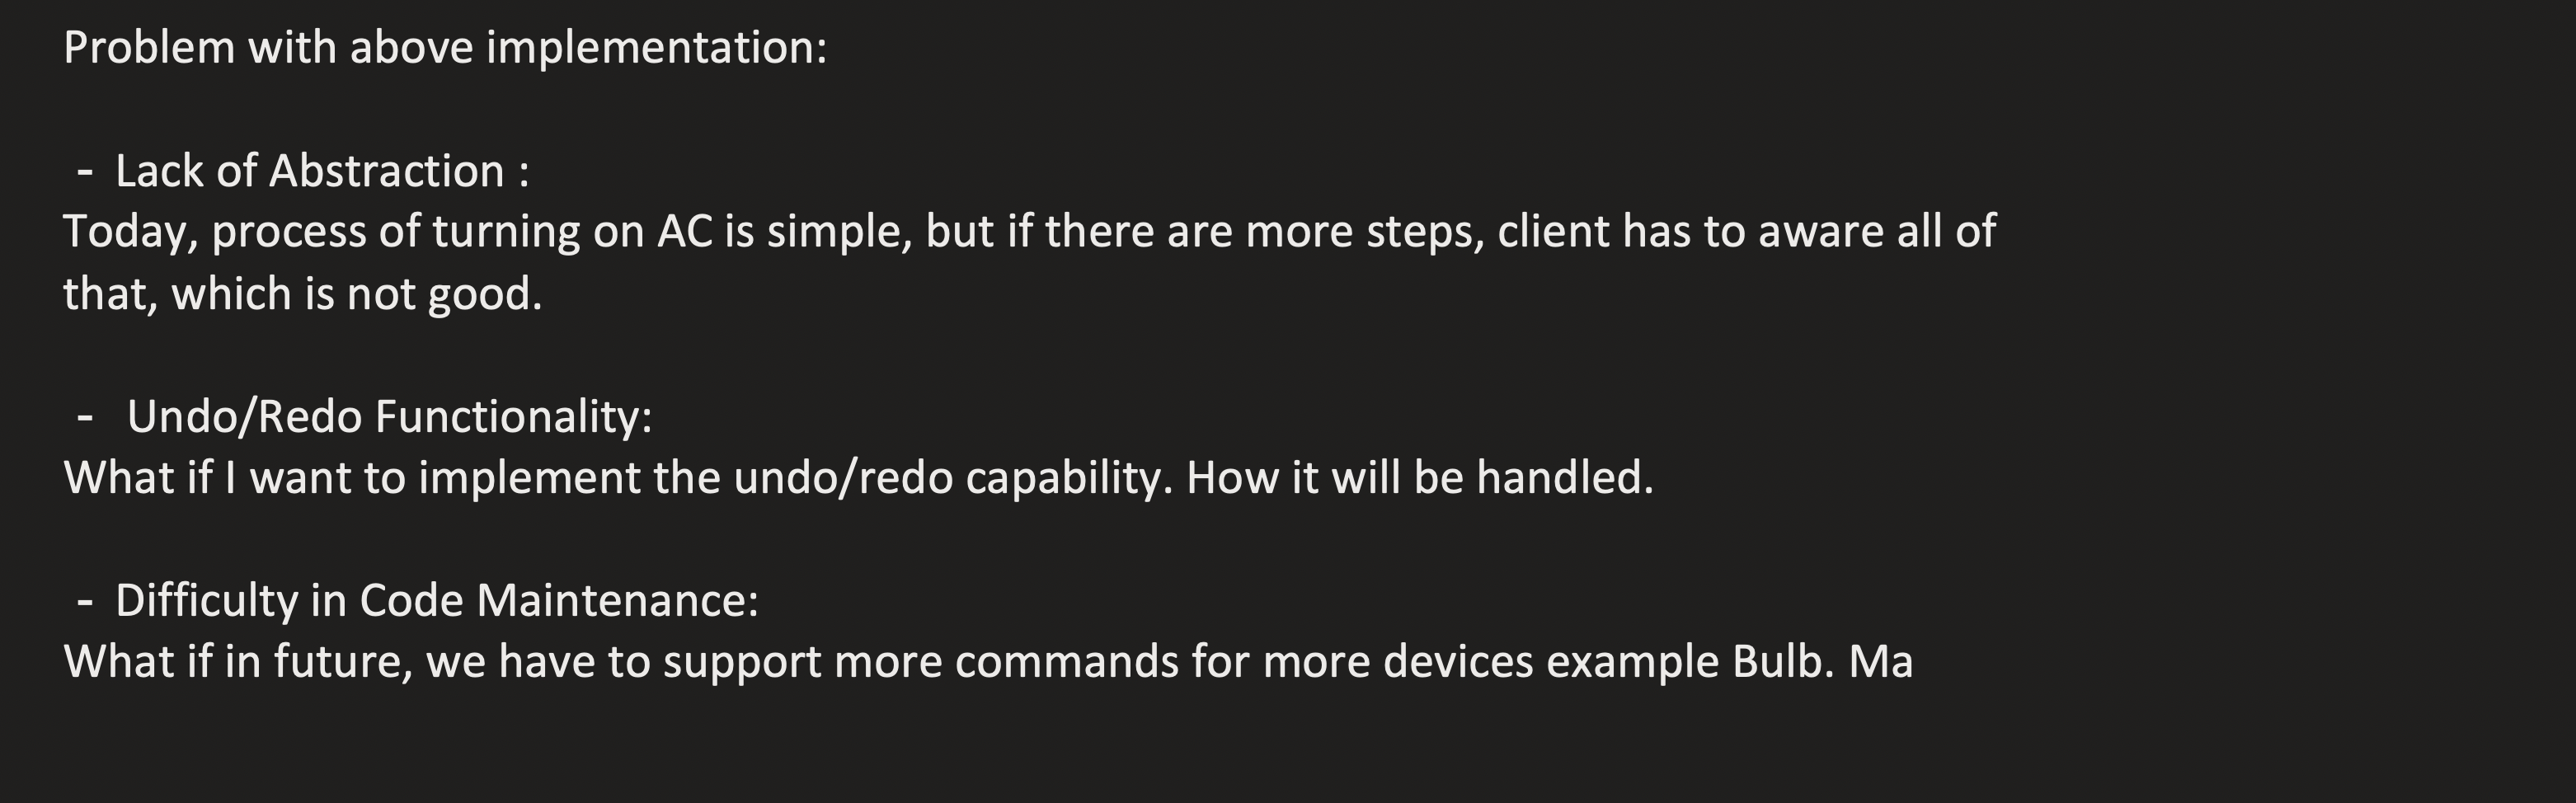 Problem with above implementation:
- Lack of Abstraction :
Today, process of turning on AC is simple, but if there are more steps, client has to aware all of
that, which is not good.
- Undo/Redo Functionality:
What if I want to implement the undo/redo capability. How it will be handled.
- Difficulty in Code Maintenance:
What if in future, we have to support more commands for more devices example Bulb. Ma